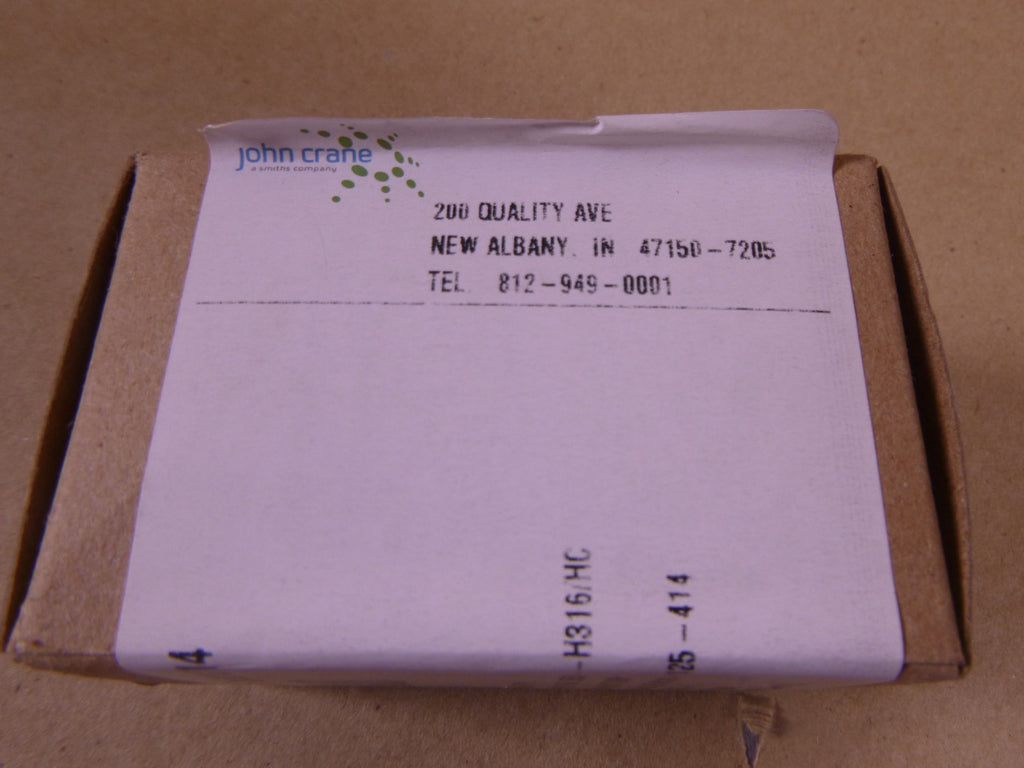 john crane
a smiths company
200 QUALITY AVE
NEW ALBANY, IN 47150-7205
TEL. 812-949-0001
-H316/HC
25-414
4